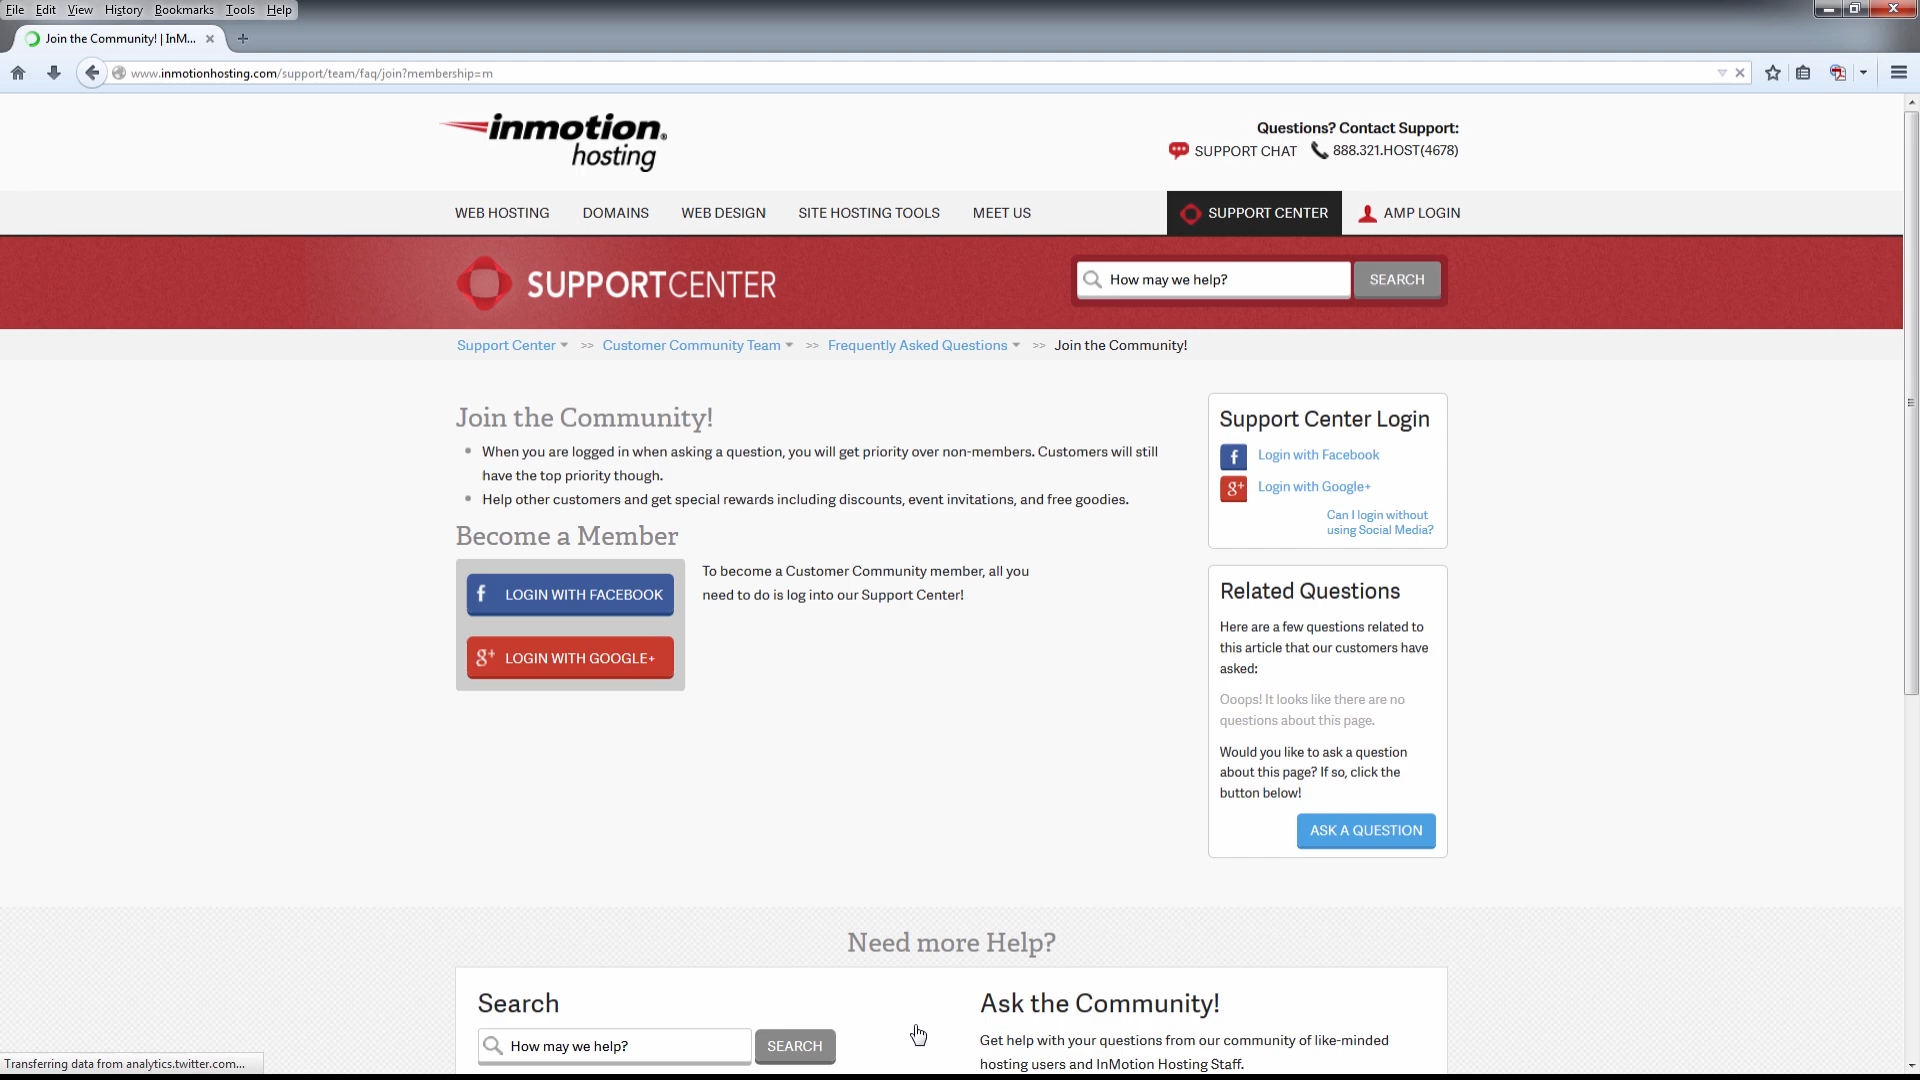 File Edit View History Bookmarks Tools Help
Join the Community! | InM...
www.inmotionhosting.com/support/team/faq/join?membership=m
inmotion®
hosting
Questions? Contact Support:
SUPPORT CHAT 888.321.HOST(4678)
WEB HOSTING DOMAINS WEB DESIGN SITE HOSTING TOOLS MEET US SUPPORT CENTER AMP LOGIN
SUPPORTCENTER
How may we help? SEARCH
Support Center >> Customer Community Team >> Frequently Asked Questions >> Join the Community!
Join the Community!
• When you are logged in when asking a question, you will get priority over non-members. Customers will still
have the top priority though.
• Help other customers and get special rewards including discounts, event invitations, and free goodies.
Become a Member
f LOGIN WITH FACEBOOK
g+ LOGIN WITH GOOGLE+
To become a Customer Community member, all you
need to do is log into our Support Center!
Support Center Login
f Login with Facebook
g+ Login with Google+
Can I login without
using Social Media?
Related Questions
Here are a few questions related to
this article that our customers have
asked:
Ooops! It looks like there are no
questions about this page.
Would you like to ask a question
about this page? If so, click the
button below!
ASK A QUESTION
Need more Help?
Search
How may we help? SEARCH
Ask the Community!
Get help with your questions from our community of like-minded
hosting users and InMotion Hosting Staff.
Transferring data from analytics.twitter.com...